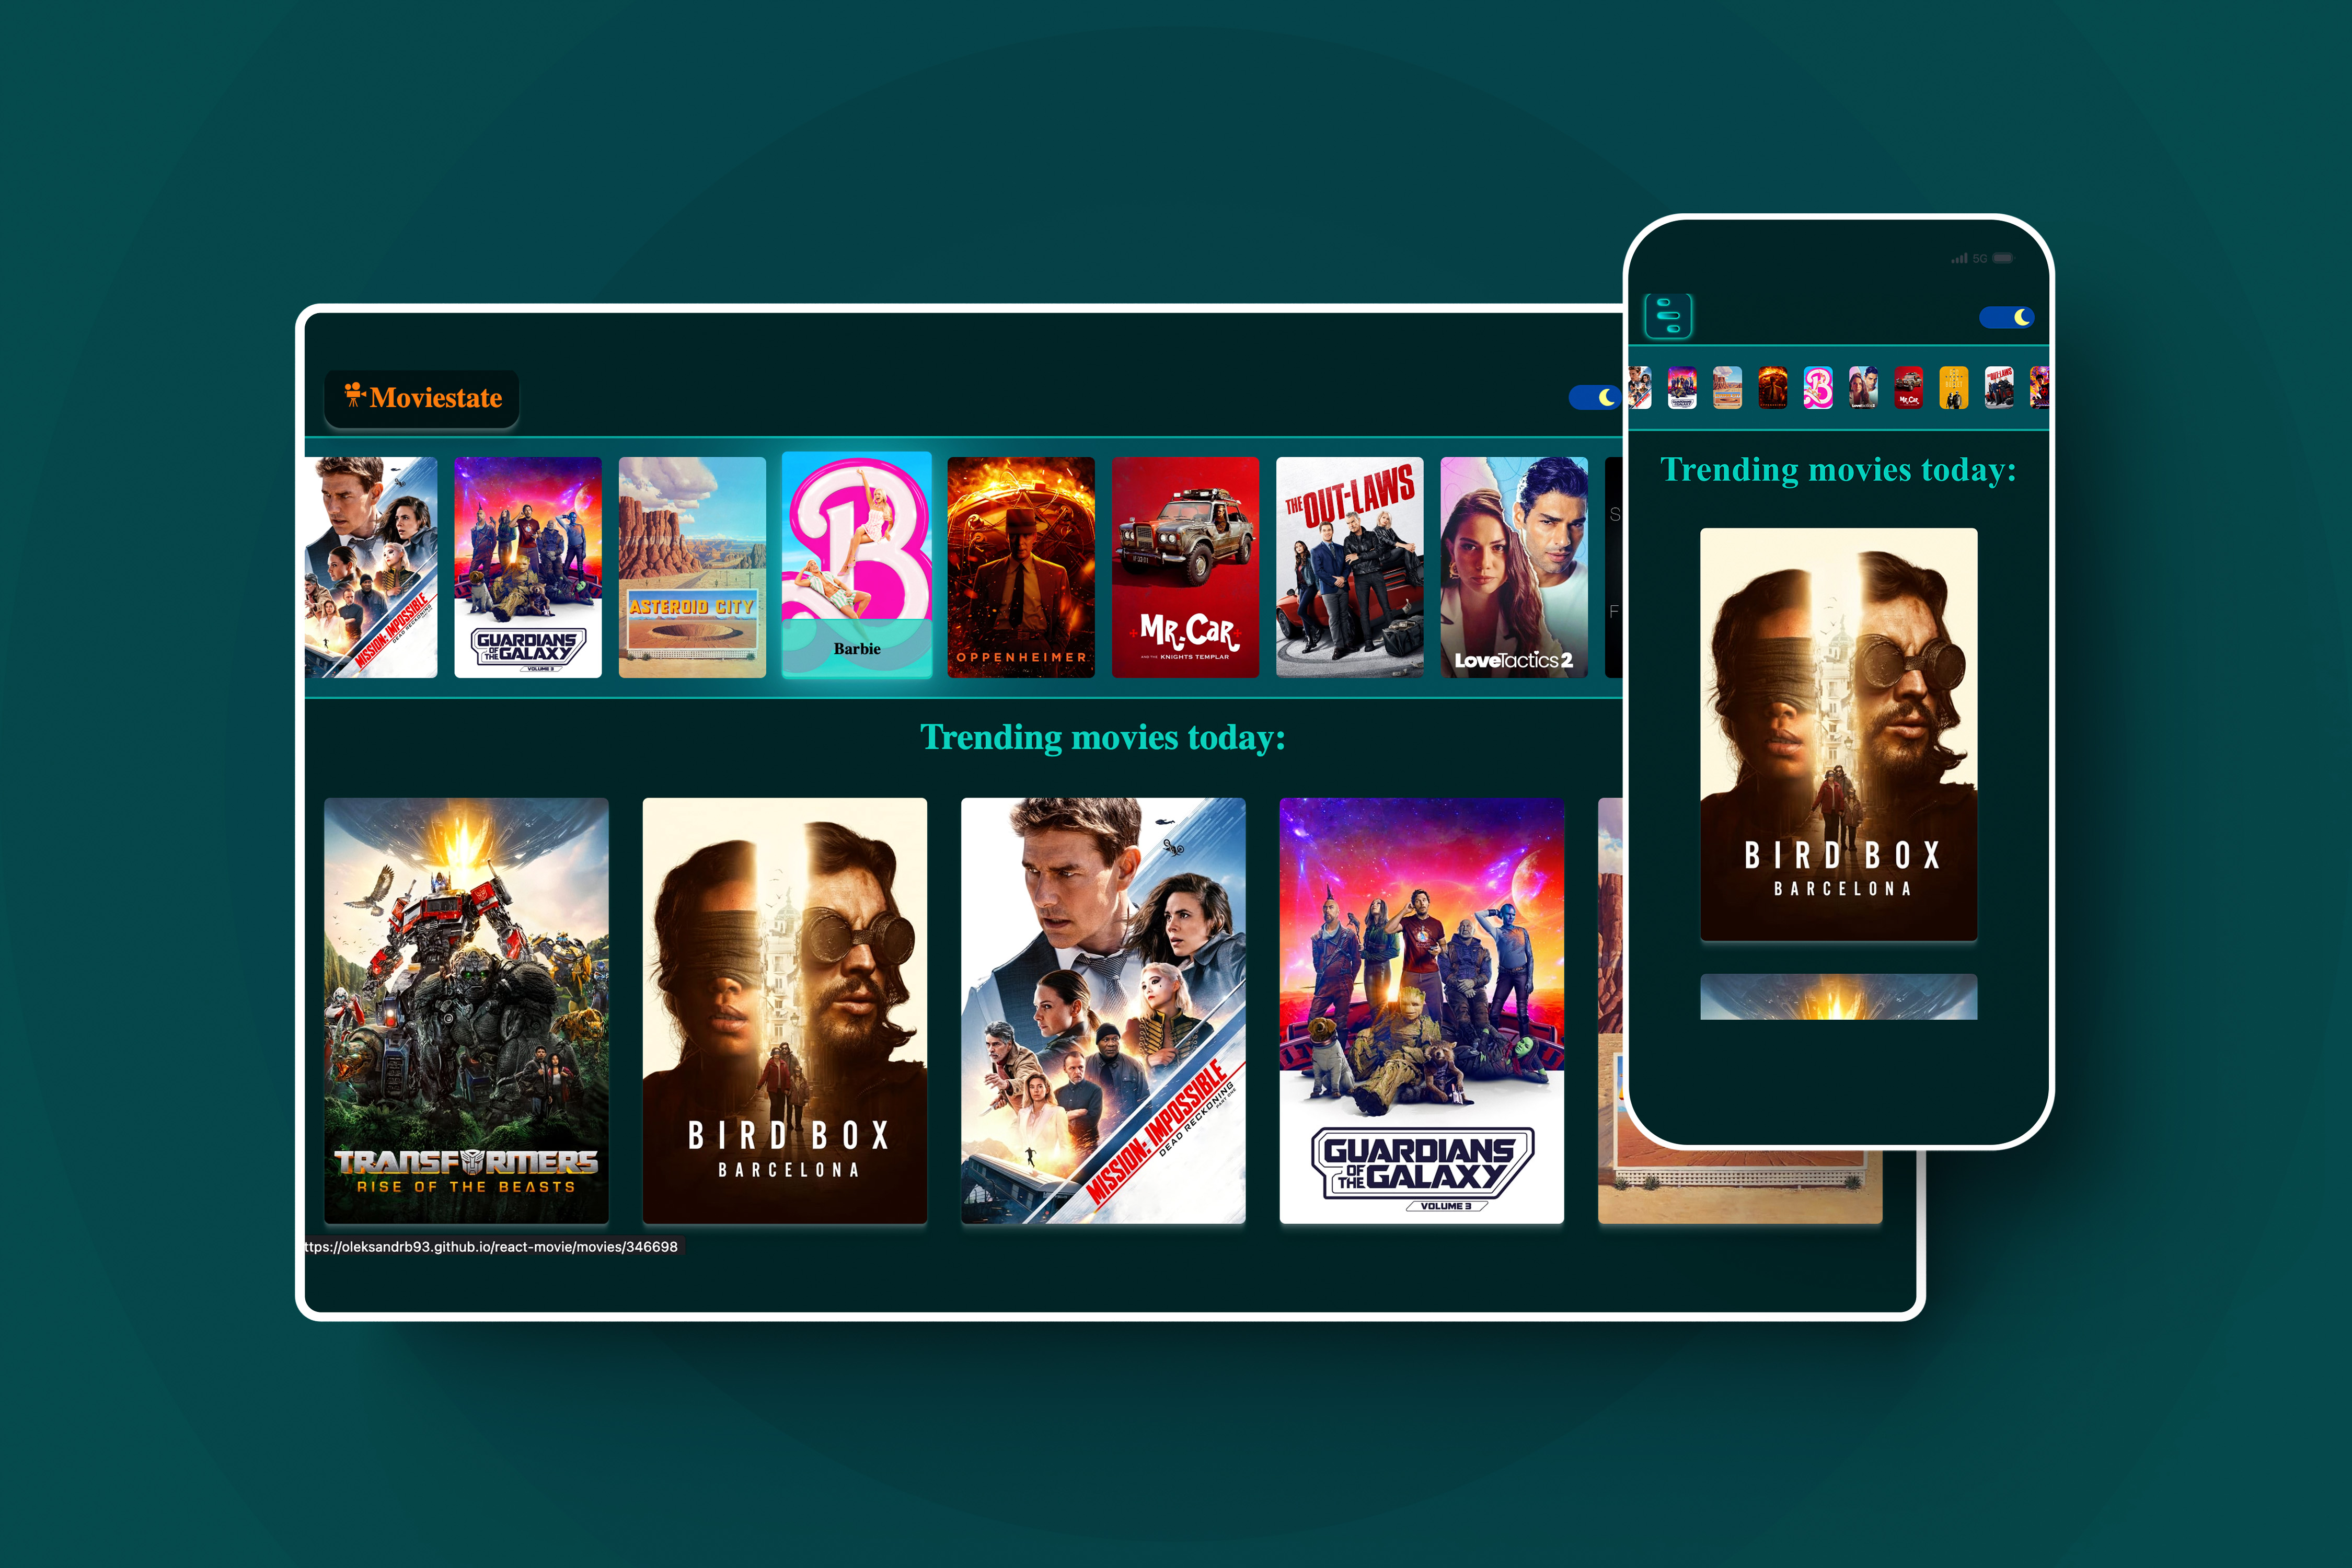 Moviestate
MISSION: IMPOSSIBLE
DEAD RECKONING
GUARDIANS
OF
THE GALAXY
VOLUME 3
ASTEROID CITY
Barbie
OPPENHEIMER
MR. CAR
AND THE KNIGHTS TEMPLAR
THE OUT-LAWS
LoveTactics 2
S
F
Trending movies today:
TRANSFORMERS
RISE OF THE BEASTS
BIRD BOX
BARCELONA
MISSION: IMPOSSIBLE
DEAD RECKONING
PART ONE
GUARDIANS
OF
THE GALAXY
VOLUME 3
ttps://oleksandrb93.github.io/react-movie/movies/346698
5G
Trending movies today:
BIRD BOX
BARCELONA